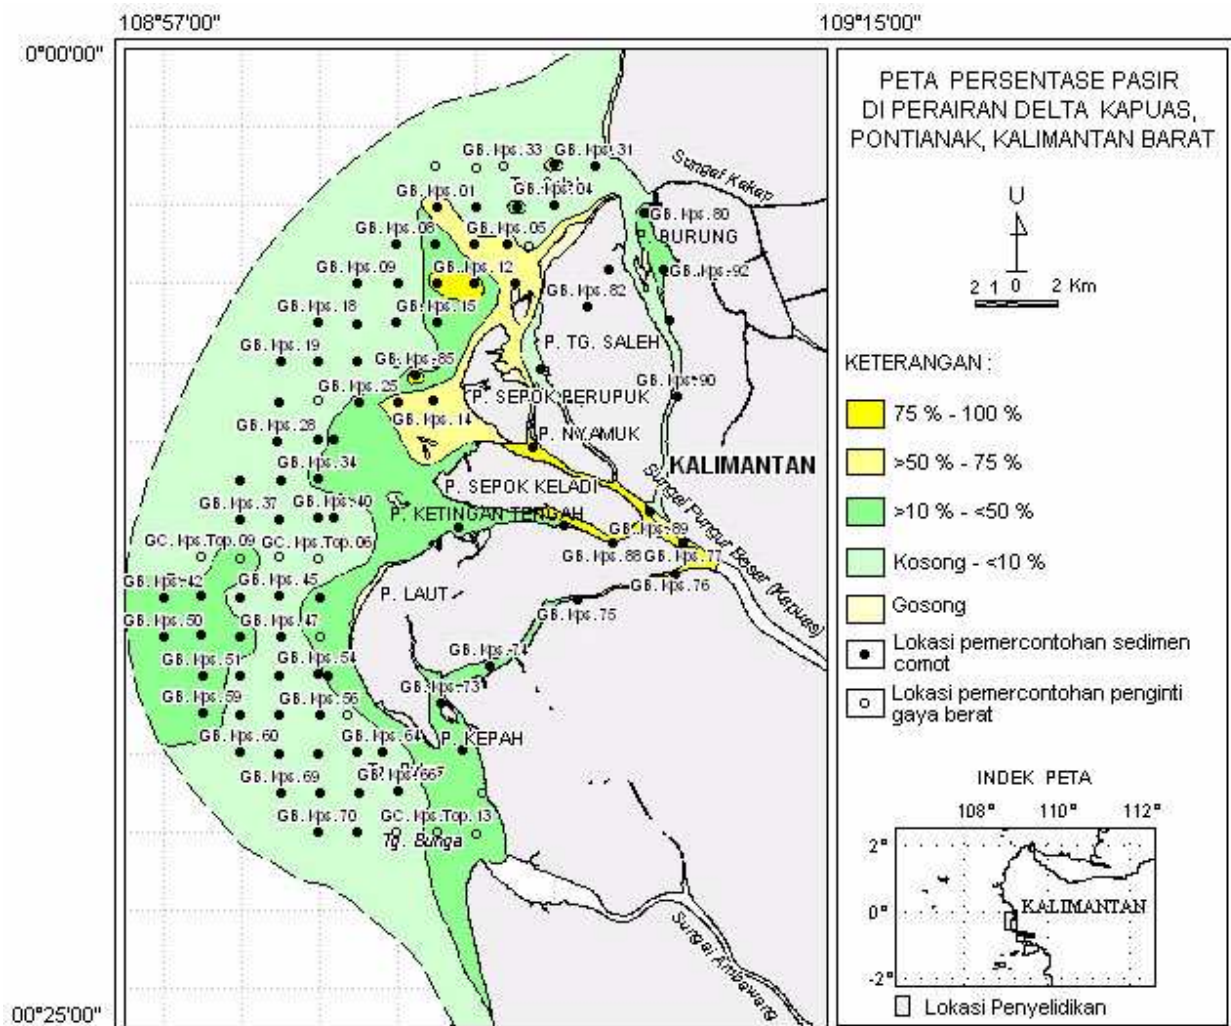 108°57'00"
109°15'00"
0°00'00"
00°25'00"
GB. kps. 33
GB. kps. 31
GB. kps. 01
GB. kps. 04
GB. kps. 08
GB. kps. 05
GB. kps. 80
BURUNG
Sungai Kakap
GB. kps. 09
GB. kps. 12
GB. kps. 92
GB. kps. 18
GB. kps. 15
GB. kps. 82
GB. kps. 19
P. TG. SALEH
GB. kps. 85
GB. kps. 25
GB. kps. 90
P. SEPOK PERUPUK
GB. kps. 14
GB. kps. 28
P. NYAMUK
GB. kps. 34
KALIMANTAN
P. SEPOK KELADI
GB. kps. 37
GB. kps. 40
P. KETINGAN TENGAH
Sungai Pungur Besar (Kapuas)
GC. kps. Top. 09
GC. kps. Top. 06
GB. kps. 89
GB. kps. 88
GB. kps. 77
GB. kps. 42
GB. kps. 45
GB. kps. 76
P. LAUT
GB. kps. 75
GB. kps. 50
GB. kps. 47
GB. kps. 51
GB. kps. 54
GB. kps. 74
GB. kps. 59
GB. kps. 56
GB. kps. 73
GB. kps. 60
GB. kps. 64
P. KEPAH
GB. kps. 69
GB. kps. 66
GB. kps. 70
GC. kps. Top. 13
Tg. Bunga
Sungai Ambawang
PETA PERSENTASE PASIR
DI PERAIRAN DELTA KAPUAS,
PONTIANAK, KALIMANTAN BARAT
U
2 1 0 2 Km
KETERANGAN :
75 % - 100 %
>50 % - 75 %
>10 % - <50 %
Kosong - <10 %
Gosong
Lokasi pemercontohan sedimen
comot
Lokasi pemercontohan penginti
gaya berat
INDEK PETA
108° 110° 112°
2°
0°
-2°
KALIMANTAN
Lokasi Penyelidikan